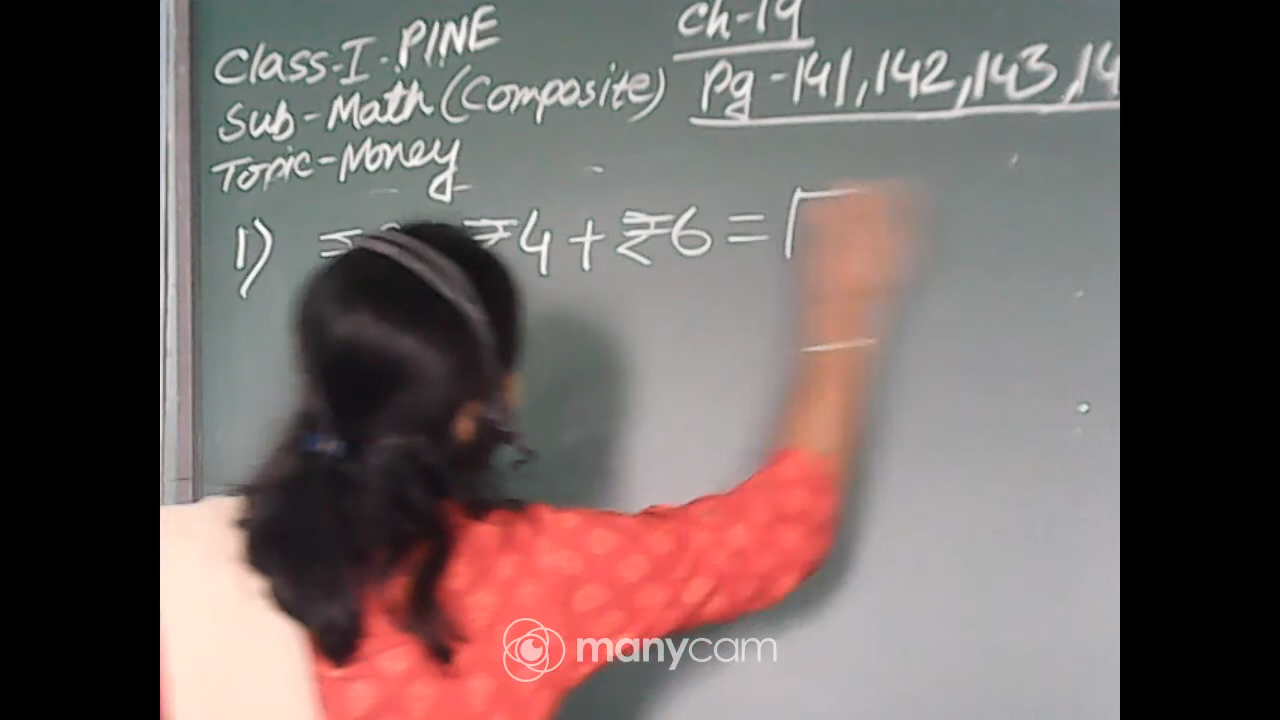 Ch-19
Class-I-PINE
Pg-141,142,143,14
Sub-Math (Composite)
Topic-Money
1) ₹ ₹4 + ₹6 =
manycam